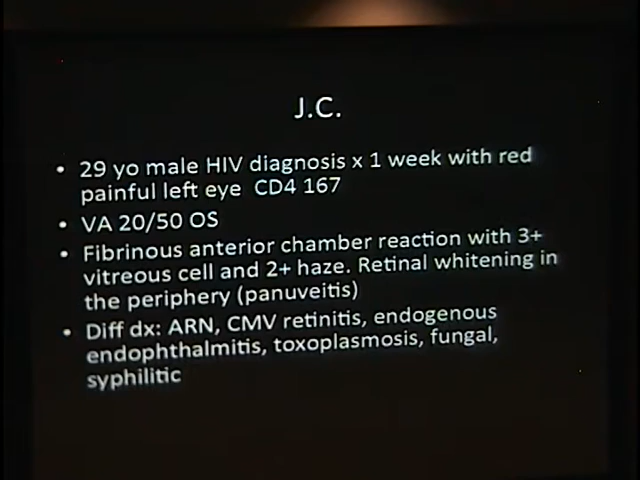 J.C.
• 29 yo male HIV diagnosis x 1 week with red
painful left eye CD4 167
• VA 20/50 OS
• Fibrinous anterior chamber reaction with 3+
vitreous cell and 2+ haze. Retinal whitening in
the periphery (panuveitis)
• Diff dx: ARN, CMV retinitis, endogenous
endophthalmitis, toxoplasmosis, fungal,
syphilitic